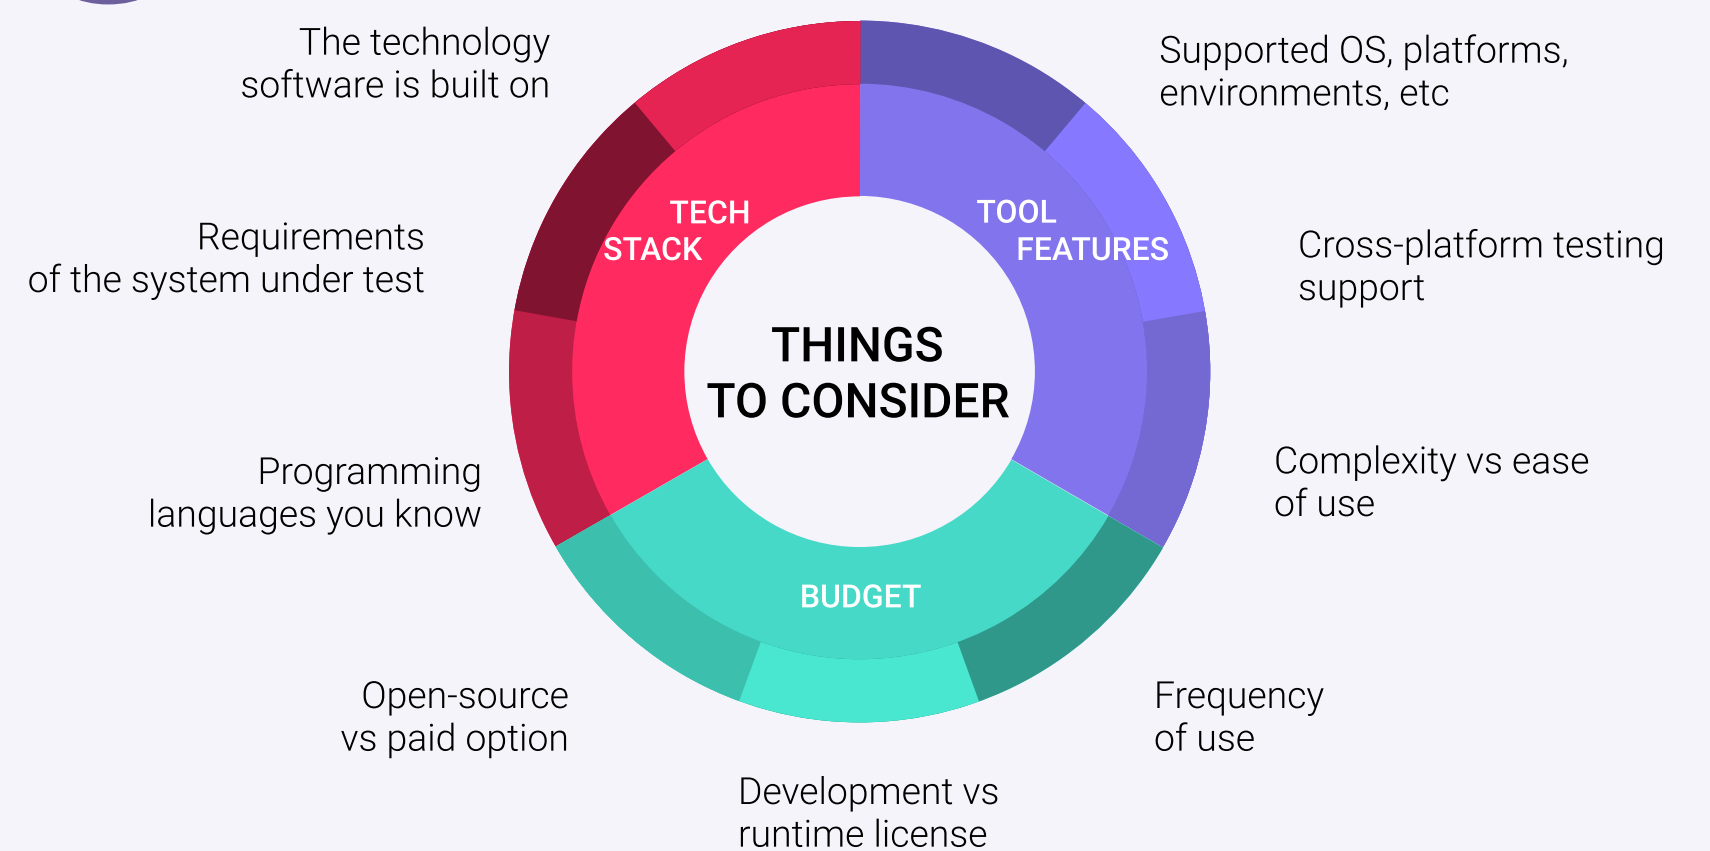 The technology
software is built on
Supported OS, platforms,
environments, etc
TECH
STACK
TOOL
FEATURES
Requirements
of the system under test
Cross-platform testing
support
THINGS
TO CONSIDER
Programming
languages you know
Complexity vs ease
of use
BUDGET
Open-source
vs paid option
Frequency
of use
Development vs
runtime license